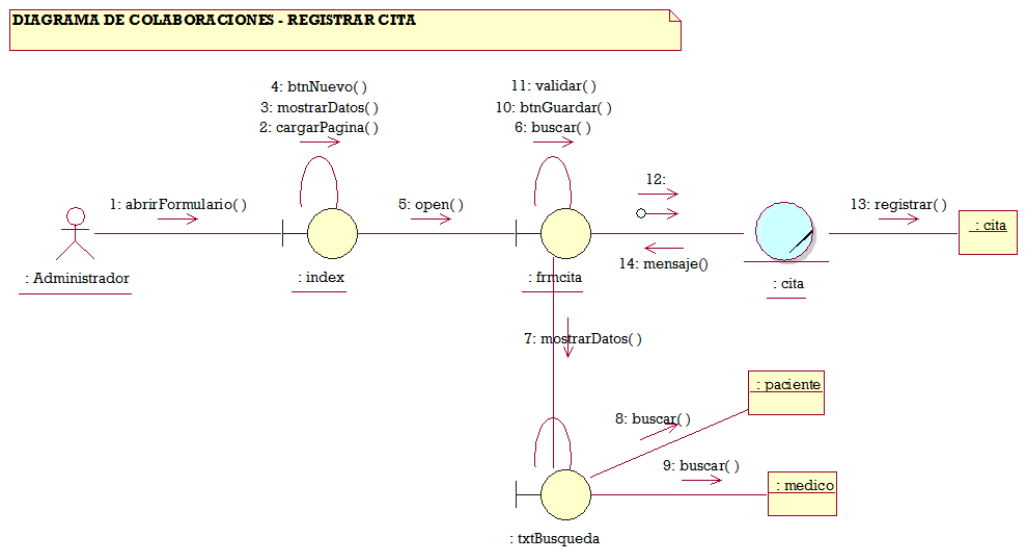 DIAGRAMA DE COLABORACIONES - REGISTRAR CITA
4: btnNuevo( )
3: mostrarDatos( )
2: cargarPagina( )
11: validar( )
10: btnGuardar( )
6: buscar( )
1: abrirFormulario( )
5: open( )
12:
13: registrar( )
: cita
14: mensaje()
: Administrador
: index
: frmcita
: cita
7: mostrarDatos( )
: paciente
8: buscar( )
9: buscar( )
: medico
: txtBusqueda